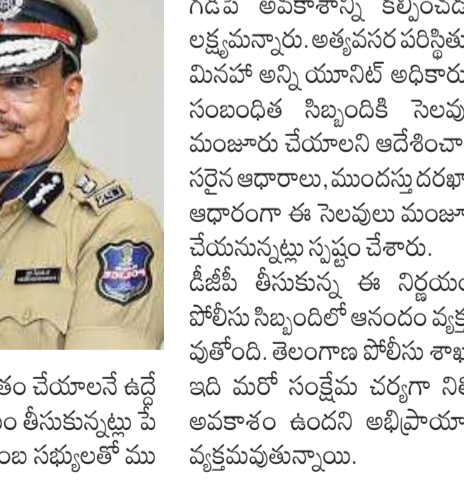 తం చేయాలనే ఉద్దే
ం తీసుకున్నట్లు పే
ంబ సభ్యులతో ము
గడిపే అవకాశాన్ని కల్పించడ
లక్ష్యమన్నారు. అత్యవసర పరిస్థితు
మినహా అన్ని యూనిట్ అధికారు
సంబంధిత సిబ్బందికి సెలవు
మంజూరు చేయాలని ఆదేశించా
సరైన ఆధారాలు, ముందస్తు దరఖా
ఆధారంగా ఈ సెలవులు మంజూ
చేయనున్నట్లు స్పష్టం చేశారు.
డీజీపీ తీసుకున్న ఈ నిర్ణయం
పోలీసు సిబ్బందిలో ఆనందం వ్యక్త
వుతోంది. తెలంగాణ పోలీసు శాఖ
ఇది మరో సంక్షేమ చర్యగా నిలి
అవకాశం ఉందని అభిప్రాయా
వ్యక్తమవుతున్నాయి.